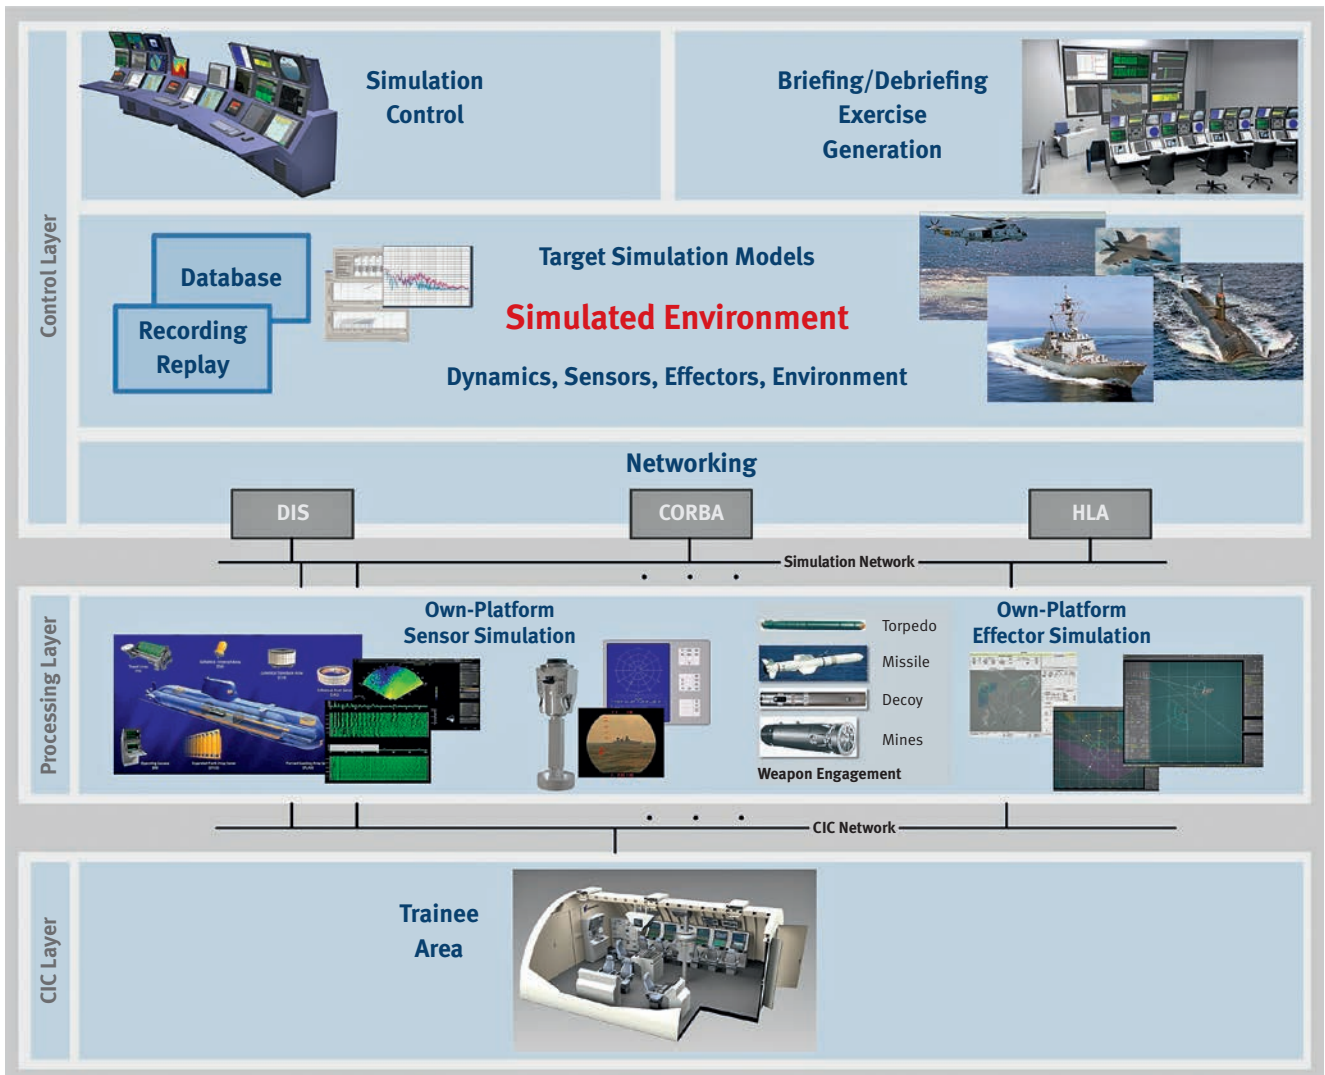 Control Layer
Simulation
Control
Briefing/Debriefing
Exercise
Generation
Database
Recording
Replay
Target Simulation Models
Simulated Environment
Dynamics, Sensors, Effectors, Environment
Networking
DIS
CORBA
HLA
Simulation Network
Processing Layer
Own-Platform
Sensor Simulation
Torpedo
Missile
Decoy
Mines
Weapon Engagement
Own-Platform
Effector Simulation
CIC Network
CIC Layer
Trainee
Area